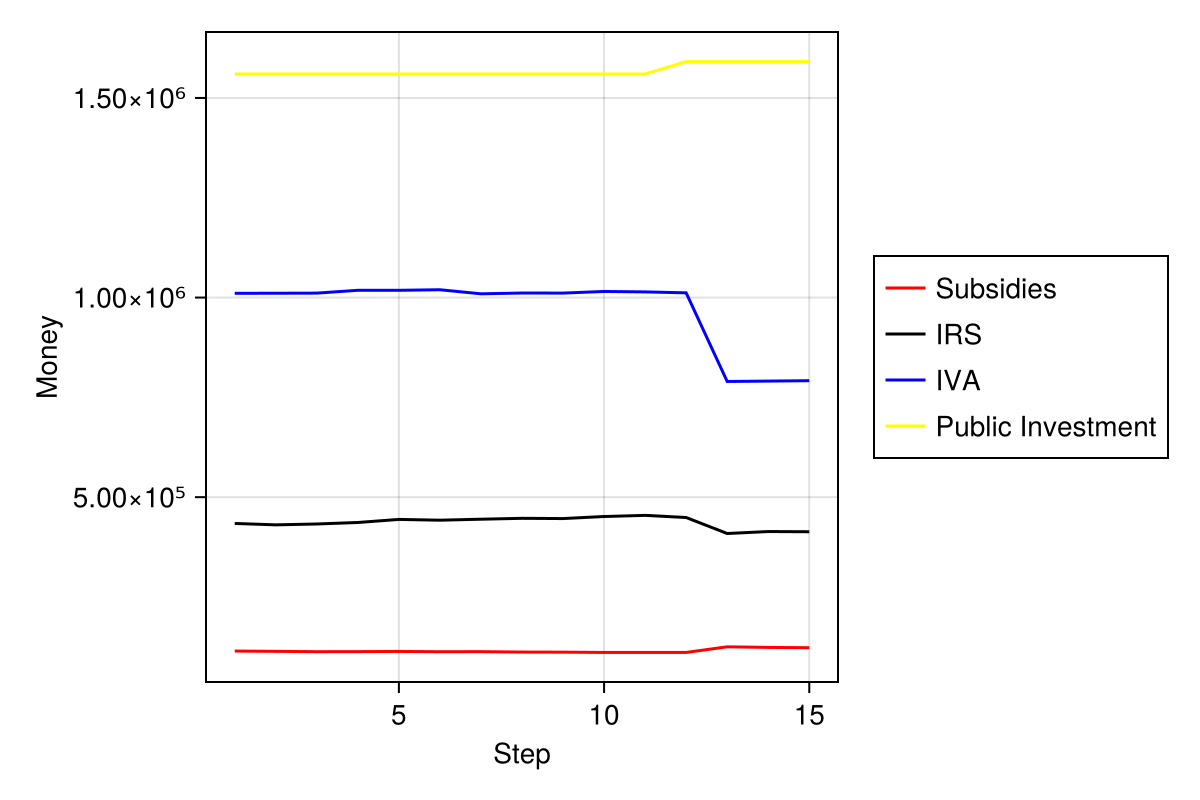 1.50×10⁶
1.00×10⁶
5.00×10⁵
Money
5 10 15
Step
Subsidies
IRS
IVA
Public Investment